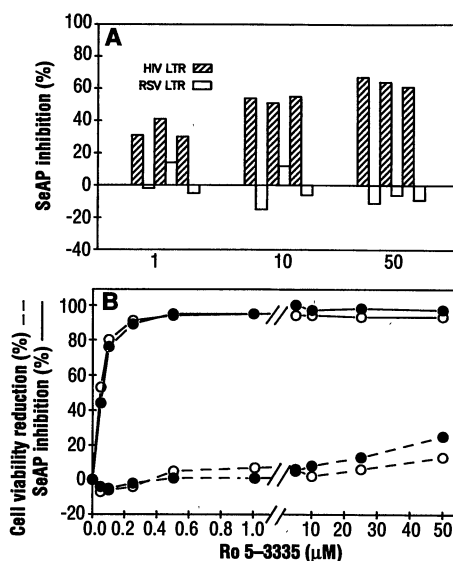 A
HIV LTR
RSV LTR
SeAP inhibition (%)
100
80
60
40
20
0
-20
-40
1
10
50
B
Cell viability reduction (%)
SeAP inhibition (%)
100
80
60
40
20
0
-20
0.0 0.2 0.4 0.6 0.8 1.0 10 20 30 40 50
Ro 5-3335 (μM)